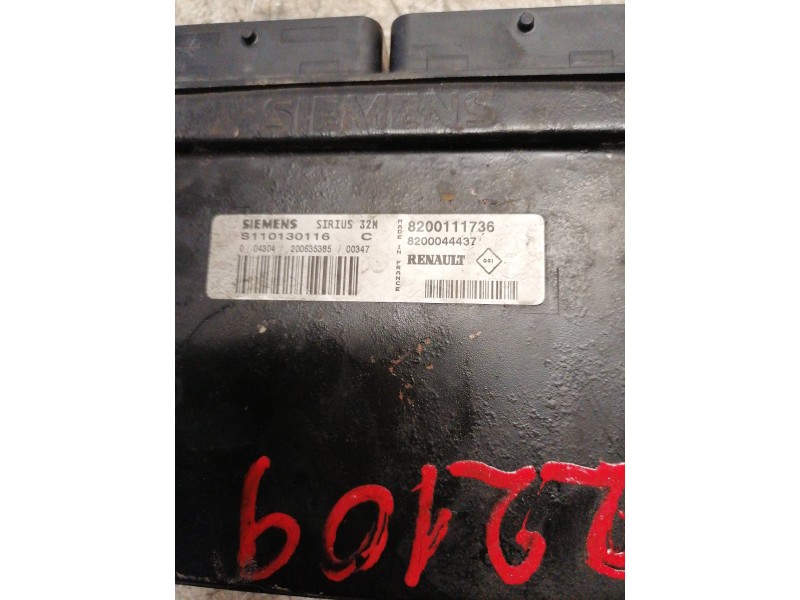 SIEMENS
SIEMENS SIRIUS 32N
S110130116 C
0 / 04304 / 200635385 / 00347
MADE IN FRANCE
8200111736
8200044437
RENAULT
22109